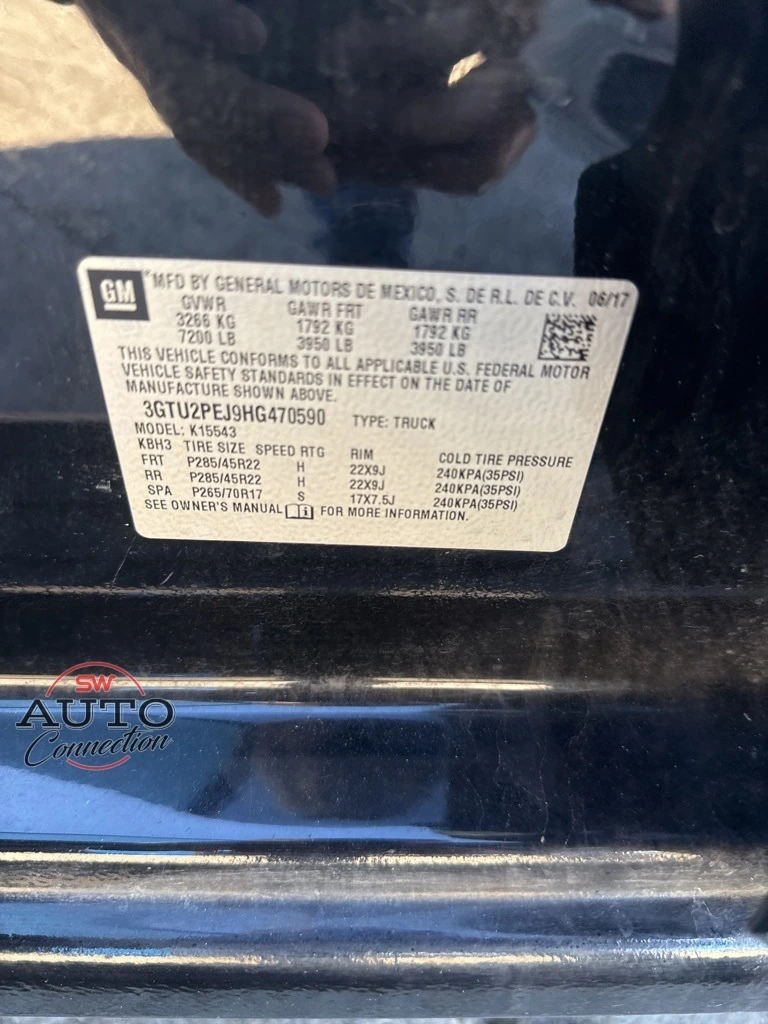 GM
*MFD BY GENERAL MOTORS DE MEXICO, S. DE R.L. DE C.V. 06/17
GVWR GAWR FRT GAWR RR
3266 KG 1792 KG 1792 KG
7200 LB 3950 LB 3950 LB
THIS VEHICLE CONFORMS TO ALL APPLICABLE U.S. FEDERAL MOTOR
VEHICLE SAFETY STANDARDS IN EFFECT ON THE DATE OF
MANUFACTURE SHOWN ABOVE.
3GTU2PEJ9HG470590 TYPE: TRUCK
MODEL: K15543
KBH3 TIRE SIZE SPEED RTG RIM COLD TIRE PRESSURE
FRT P285/45R22 H 22X9J 240KPA(35PSI)
RR P285/45R22 H 22X9J 240KPA(35PSI)
SPA P265/70R17 S 17X7.5J 240KPA(35PSI)
SEE OWNER'S MANUAL FOR MORE INFORMATION.
SW
AUTO
Connection